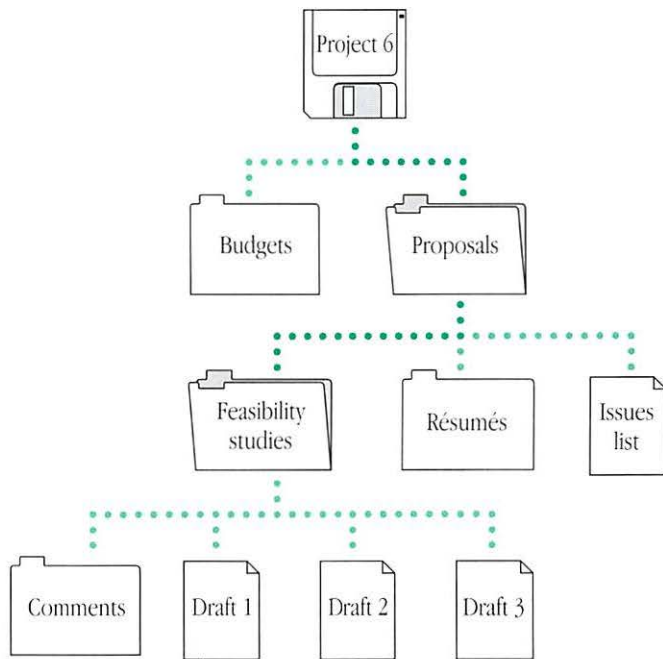 Project 6
Budgets
Proposals
Feasibility
studies
Résumés
Issues
list
Comments
Draft 1
Draft 2
Draft 3